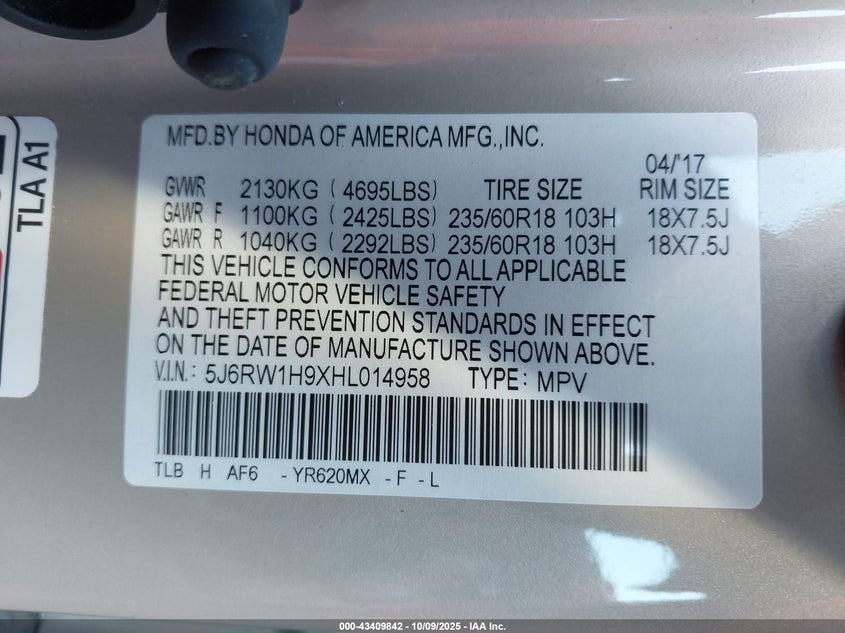 MFD.BY HONDA OF AMERICA MFG.,INC.
04/'17
GVWR 2130KG ( 4695LBS) TIRE SIZE RIM SIZE
GAWR F 1100KG ( 2425LBS) 235/60R18 103H 18X7.5J
GAWR R 1040KG ( 2292LBS) 235/60R18 103H 18X7.5J
THIS VEHICLE CONFORMS TO ALL APPLICABLE
FEDERAL MOTOR VEHICLE SAFETY
AND THEFT PREVENTION STANDARDS IN EFFECT
ON THE DATE OF MANUFACTURE SHOWN ABOVE.
V.I.N.: 5J6RW1H9XHL014958 TYPE: MPV
TLB H AF6 -YR620MX -F -L
TLA A1
000-43409842 - 10/09/2025 - IAA Inc.